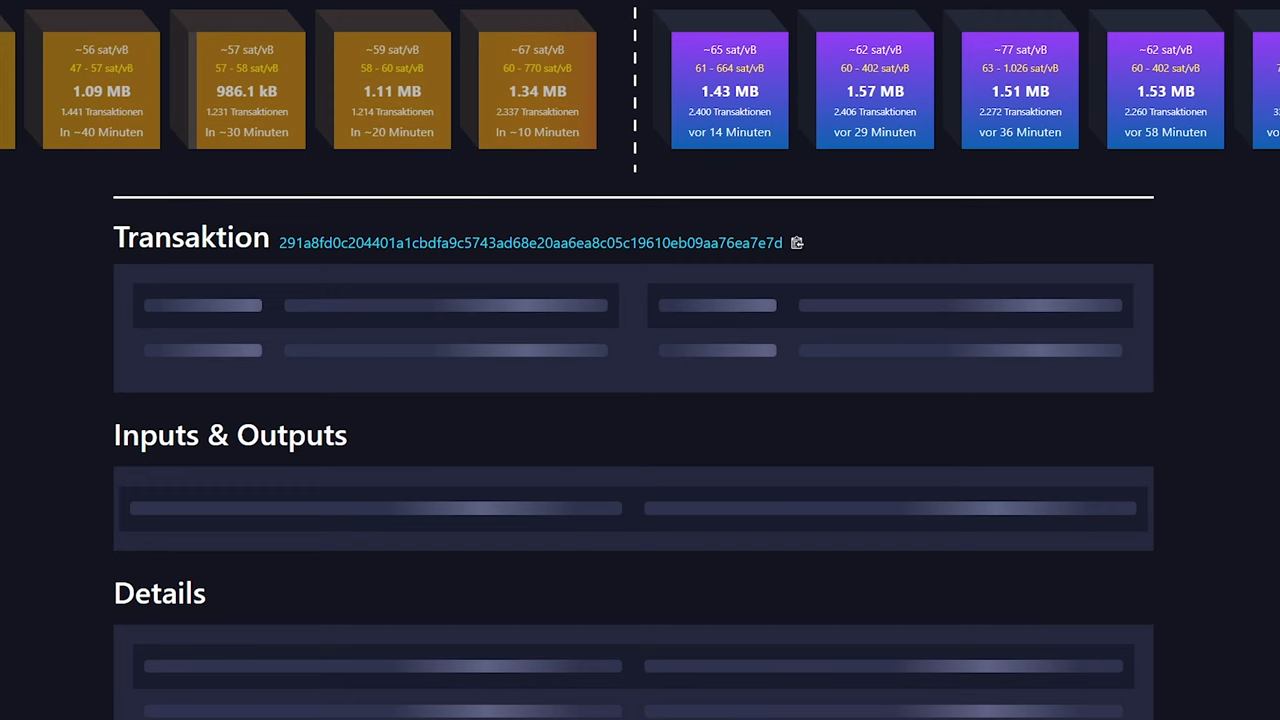 ~56 sat/vB
47 - 57 sat/vB
1.09 MB
1.441 Transaktionen
In ~40 Minuten
~57 sat/vB
57 - 58 sat/vB
986.1 kB
1.231 Transaktionen
In ~30 Minuten
~59 sat/vB
58 - 60 sat/vB
1.11 MB
1.214 Transaktionen
In ~20 Minuten
~67 sat/vB
60 - 770 sat/vB
1.34 MB
2.337 Transaktionen
In ~10 Minuten
~65 sat/vB
61 - 664 sat/vB
1.43 MB
2.400 Transaktionen
vor 14 Minuten
~62 sat/vB
60 - 402 sat/vB
1.57 MB
2.406 Transaktionen
vor 29 Minuten
~77 sat/vB
63 - 1.026 sat/vB
1.51 MB
2.272 Transaktionen
vor 36 Minuten
~62 sat/vB
60 - 402 sat/vB
1.53 MB
2.260 Transaktionen
vor 58 Minuten
Transaktion 291a8fd0c204401a1cbdfa9c5743ad68e20aa6ea8c05c19610eb09aa76ea7e7d
Inputs & Outputs
Details